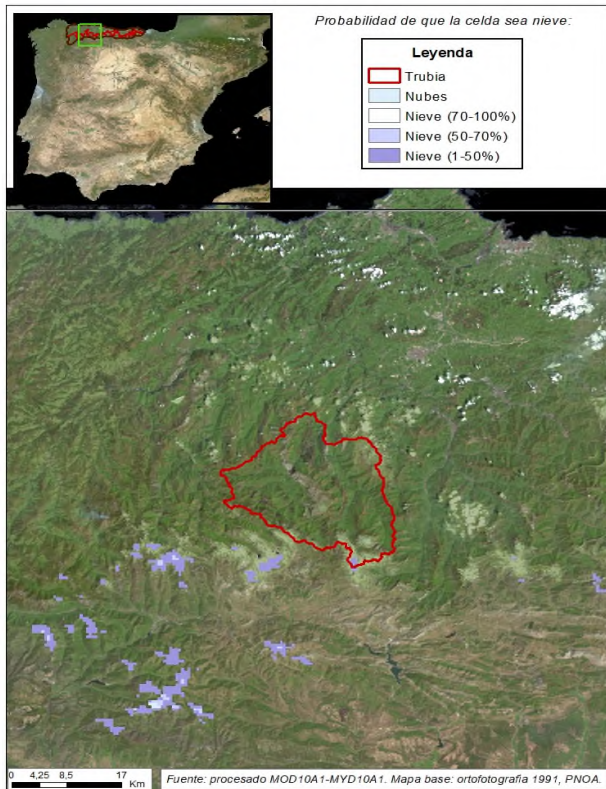 Probabilidad de que la celda sea nieve:
Leyenda
Trubia
Nubes
Nieve (70-100%)
Nieve (50-70%)
Nieve (1-50%)
0 4,25 8,5 17
Km
Fuente: procesado MOD10A1-MYD10A1. Mapa base: ortofotografia 1991, PNOA.